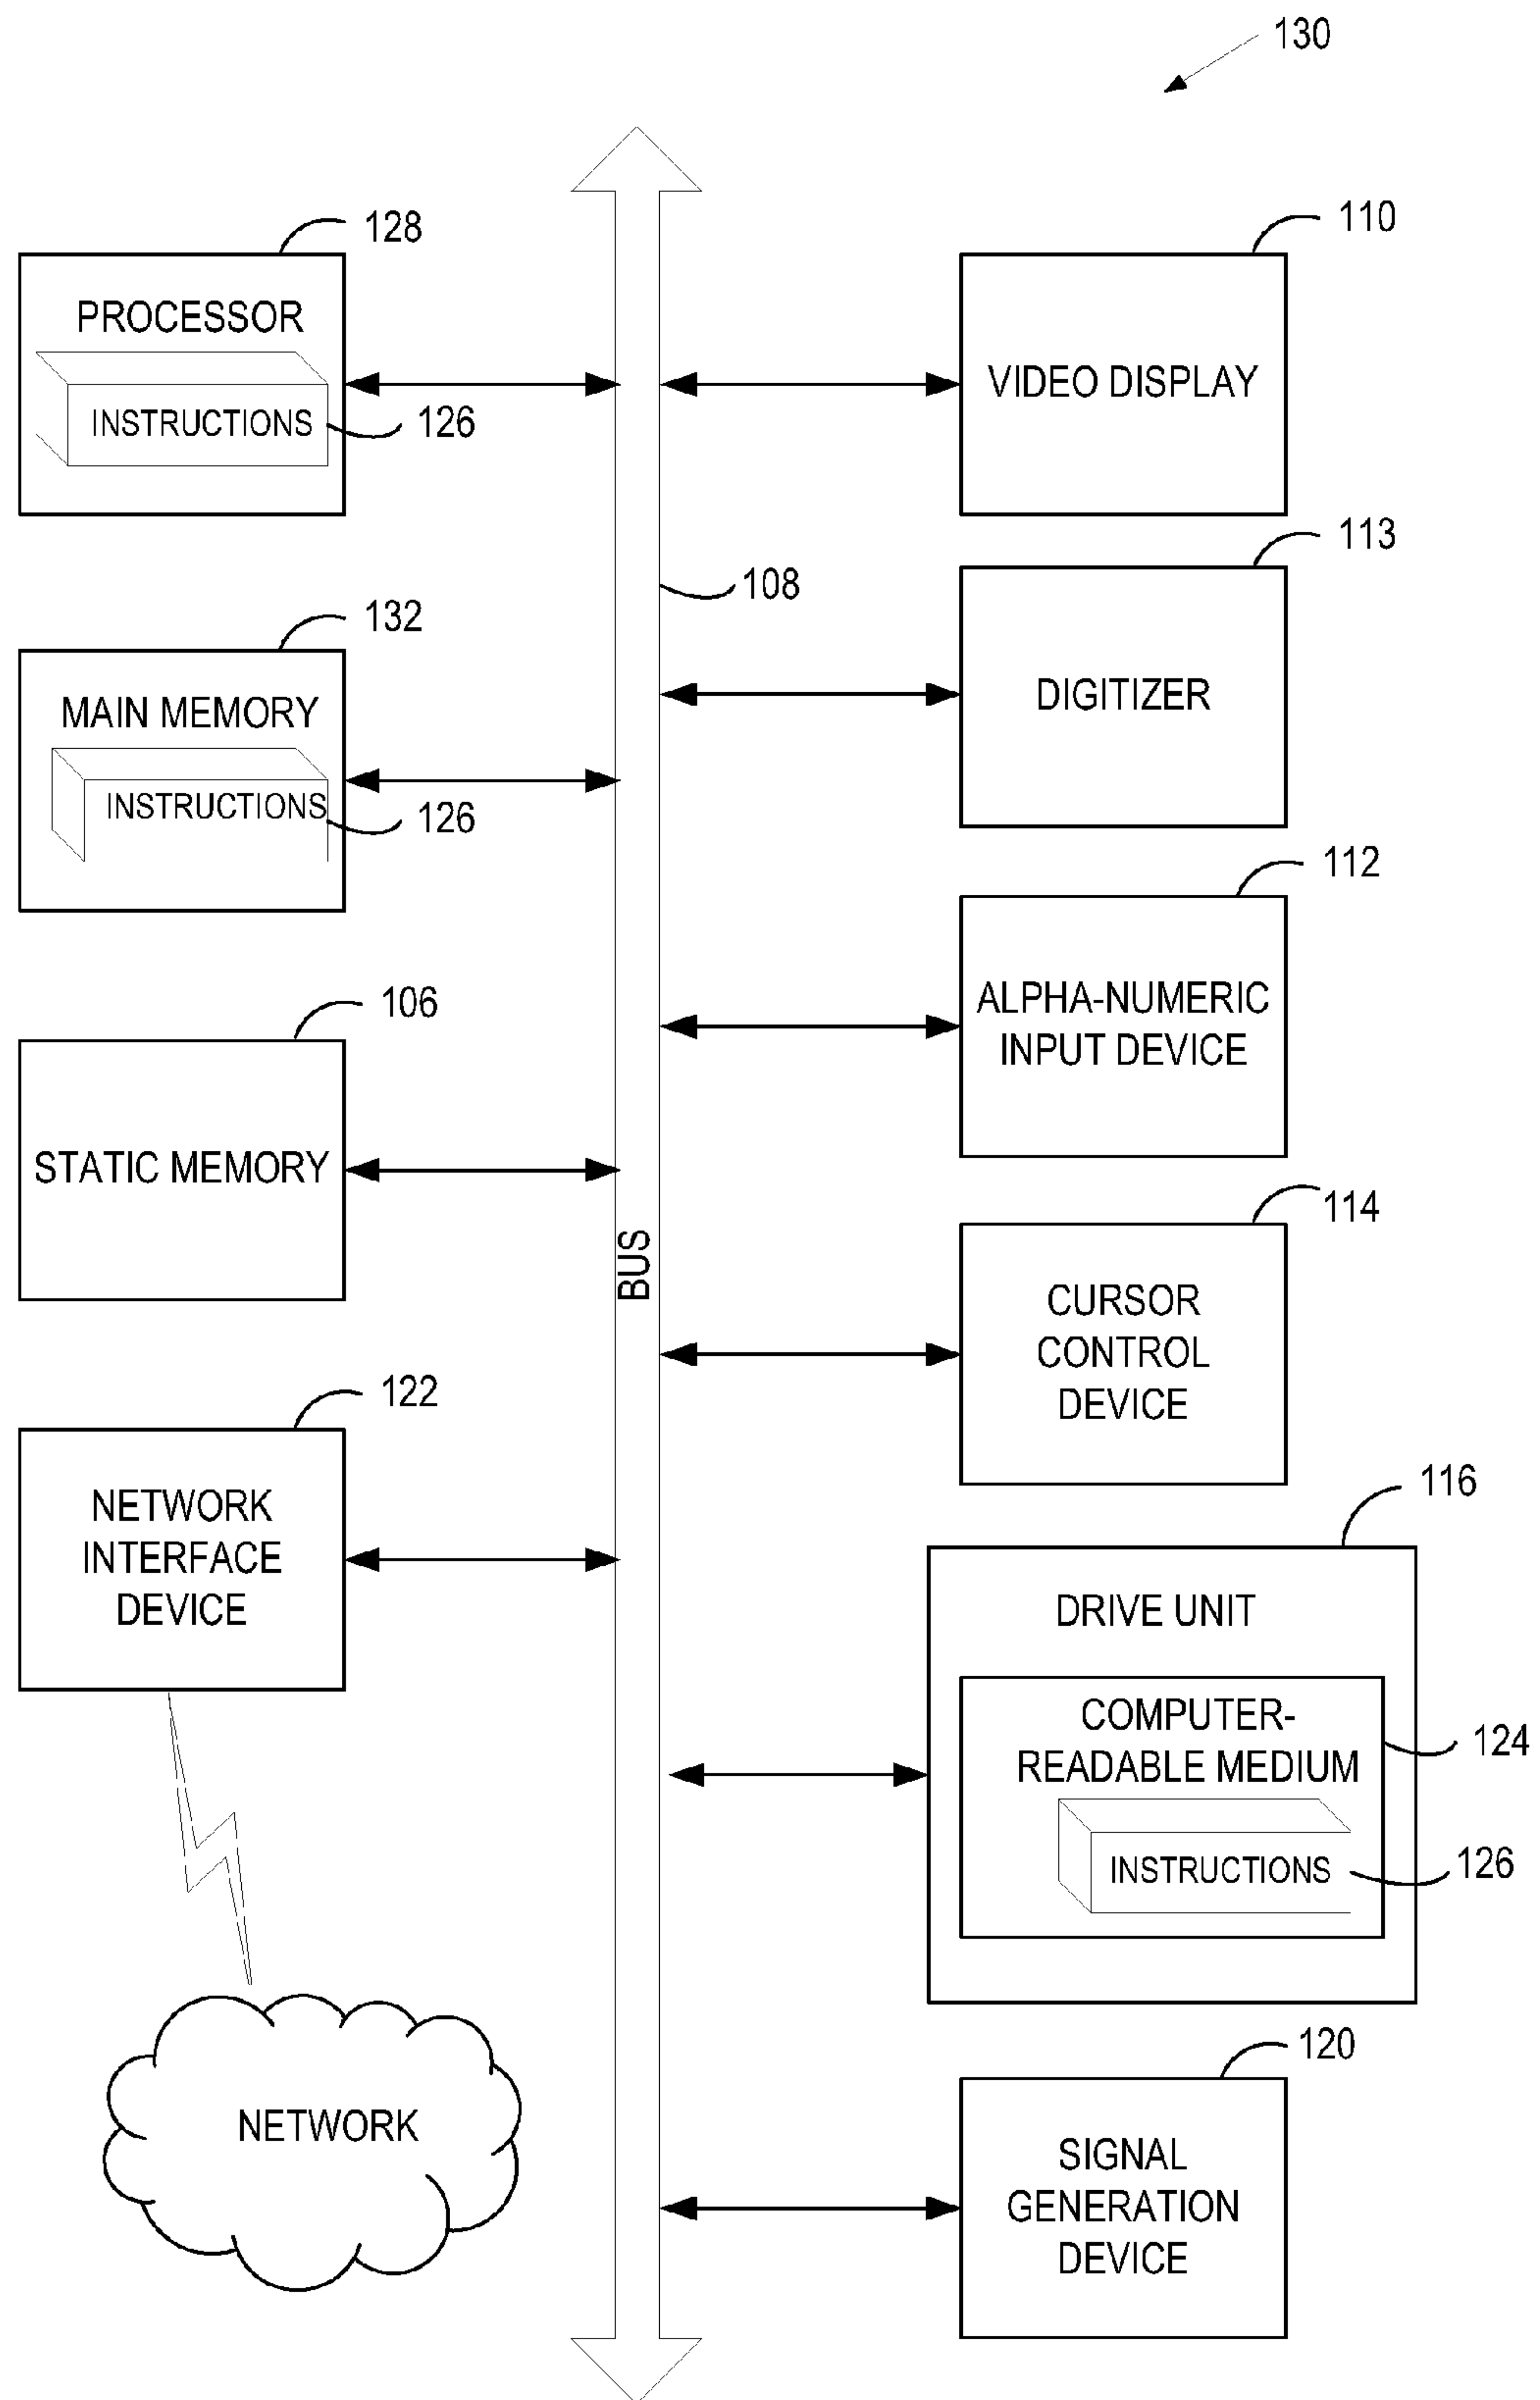 130
128
PROCESSOR
INSTRUCTIONS
126
132
MAIN MEMORY
INSTRUCTIONS
126
106
STATIC MEMORY
122
NETWORK
INTERFACE
DEVICE
NETWORK
108
BUS
110
VIDEO DISPLAY
113
DIGITIZER
112
ALPHA-NUMERIC
INPUT DEVICE
114
CURSOR
CONTROL
DEVICE
116
DRIVE UNIT
COMPUTER-
READABLE MEDIUM
124
INSTRUCTIONS
126
120
SIGNAL
GENERATION
DEVICE